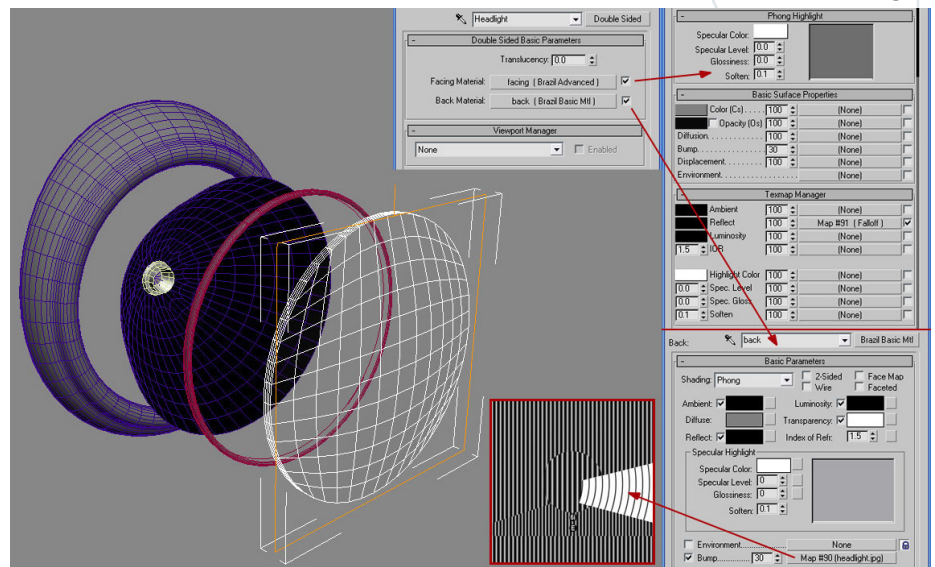 Headlight Double Sided
- Double Sided Basic Parameters
Translucency: 0.0
Facing Material: facing ( Brazil Advanced )
Back Material: back ( Brazil Basic Mtl )
- Viewport Manager
None Enabled
- Phong Highlight
Specular Color:
Specular Level: 0.0
Glossiness: 0.0
Soften: 0.1
- Basic Surface Properties
Color (Cs) . . . . . 100 (None)
Opacity (Os) 100 (None)
Diffusion. . . . . . . . . . . 100 (None)
Bump. . . . . . . . . . . . . 30 (None)
Displacement. . . . . . . . 100 (None)
Environment. . . . . . . . . . . . . . . . . . . (None)
- Texmap Manager
Ambient 100 (None)
Reflect 100 Map #91 ( Falloff )
Luminosity 100 (None)
1.5 IOR 100 (None)
Highlight Color 100 (None)
0.0 Spec. Level 100 (None)
0.0 Spec. Gloss 100 (None)
0.1 Soften 100 (None)
Back: back Brazil Basic Mtl
- Basic Parameters
Shading: Phong 2-Sided Face Map
Wire Faceted
Ambient: Luminosity:
Diffuse: Transparency:
Reflect: Index of Refr: 1.5
Specular Highlight
Specular Color:
Specular Level: 0
Glossiness: 0
Soften: 0.1
Environment....................... None
Bump.............. 30 Map #90 (headlight.jpg)